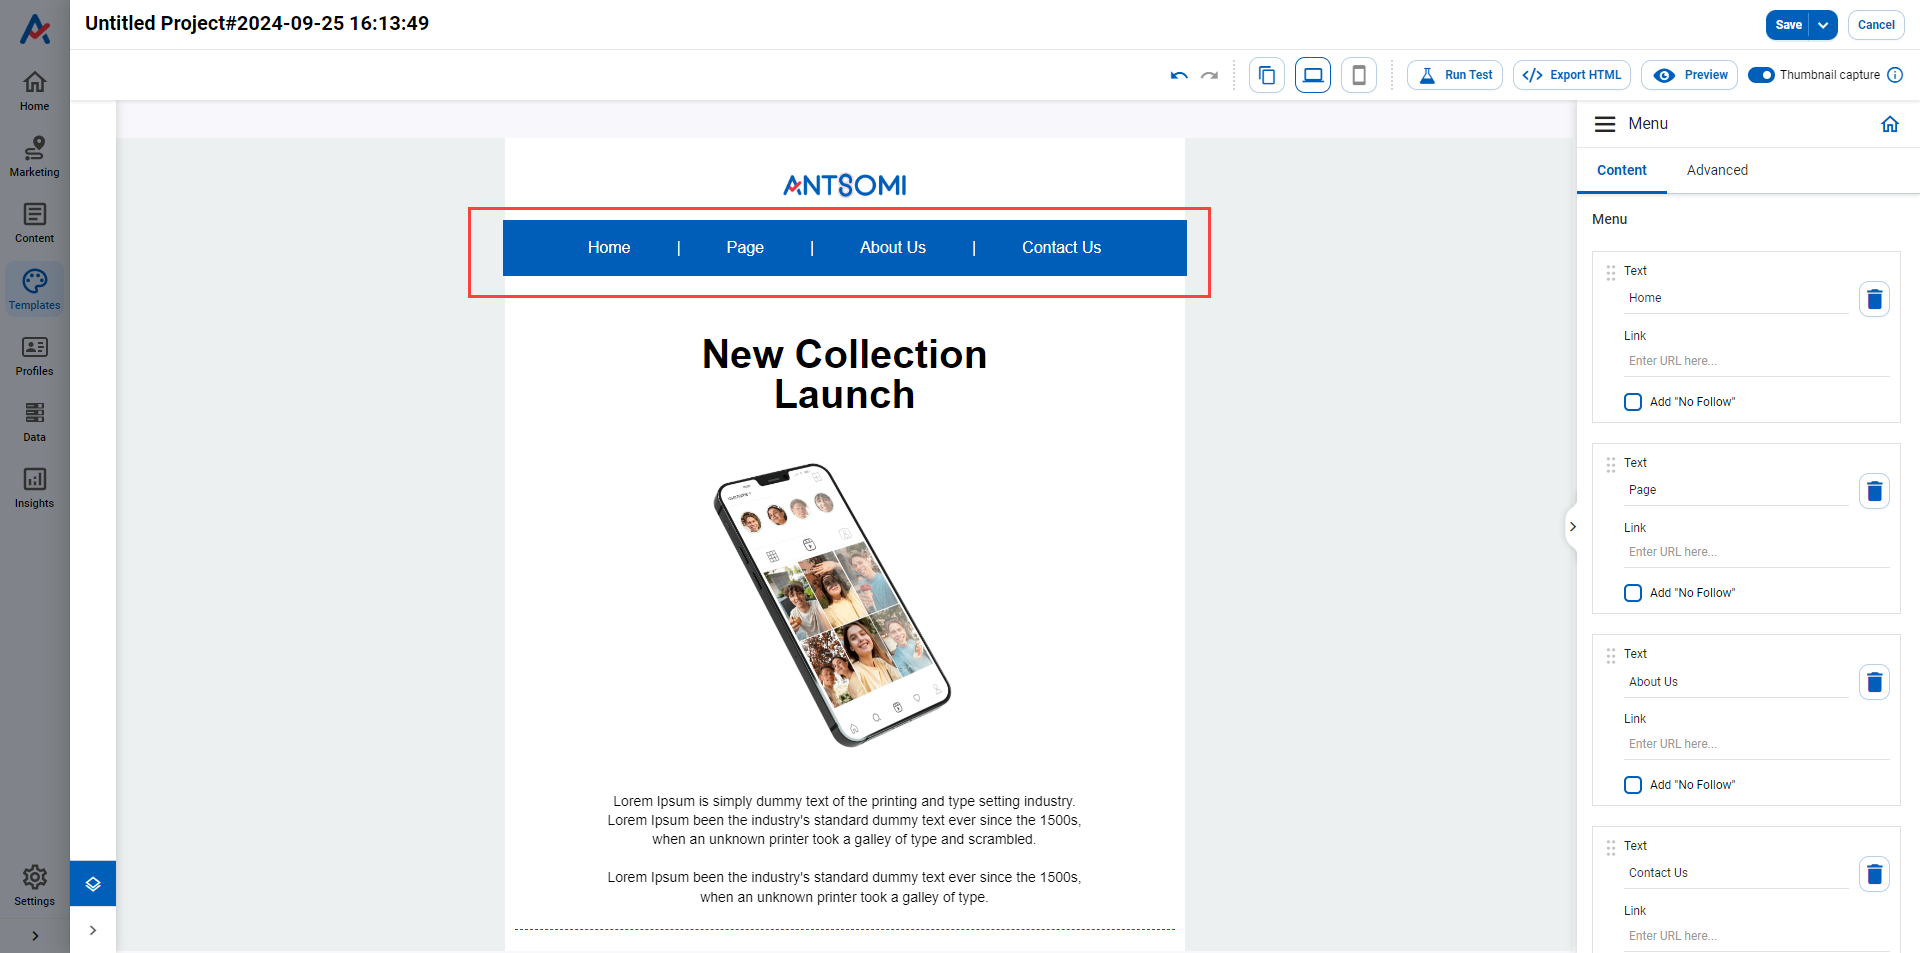 Untitled Project#2024-09-25 16:13:49
Save
Cancel
Run Test
Export HTML
Preview
Thumbnail capture
Home
Marketing
Content
Templates
Profiles
Data
Insights
Settings
ANTSOMI
Home | Page | About Us | Contact Us
New Collection
Launch
Lorem Ipsum is simply dummy text of the printing and type setting industry.
Lorem Ipsum been the industry's standard dummy text ever since the 1500s,
when an unknown printer took a galley of type and scrambled.
Lorem Ipsum been the industry's standard dummy text ever since the 1500s,
when an unknown printer took a galley of type.
Menu
Content
Advanced
Menu
Text
Home
Link
Enter URL here...
Add "No Follow"
Text
Page
Link
Enter URL here...
Add "No Follow"
Text
About Us
Link
Enter URL here...
Add "No Follow"
Text
Contact Us
Link
Enter URL here...